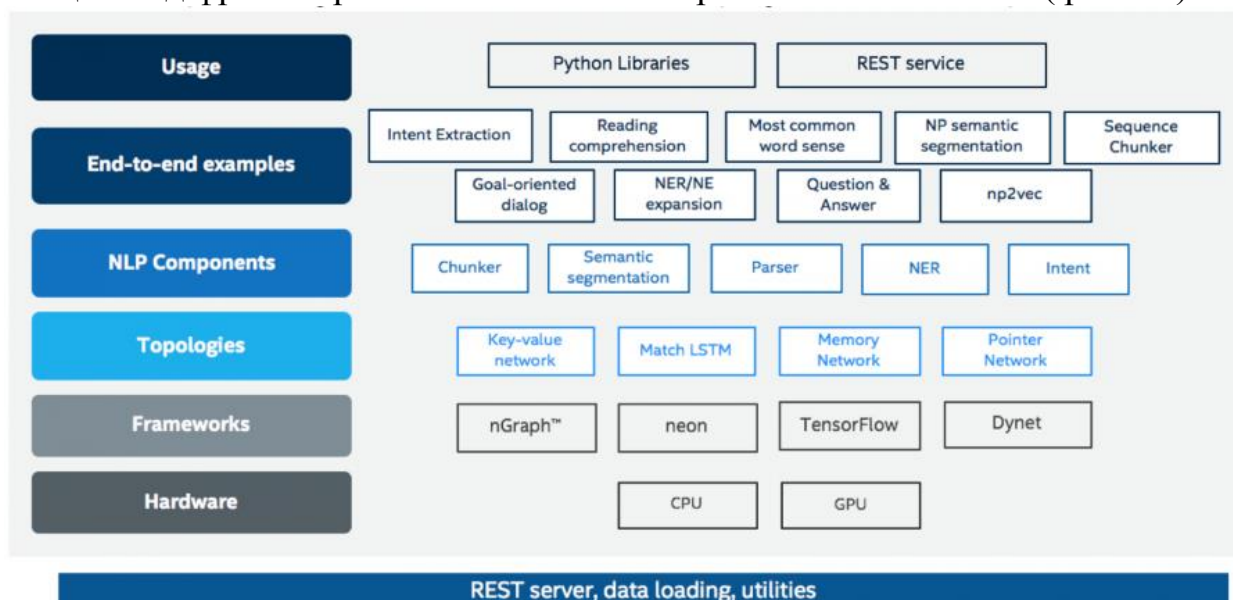 Usage
Python Libraries
REST service
End-to-end examples
Intent Extraction
Reading
comprehension
Most common
word sense
NP semantic
segmentation
Sequence
Chunker
Goal-oriented
dialog
NER/NE
expansion
Question &
Answer
np2vec
NLP Components
Chunker
Semantic
segmentation
Parser
NER
Intent
Topologies
Key-value
network
Match LSTM
Memory
Network
Pointer
Network
Frameworks
nGraph™
neon
TensorFlow
Dynet
Hardware
CPU
GPU
REST server, data loading, utilities